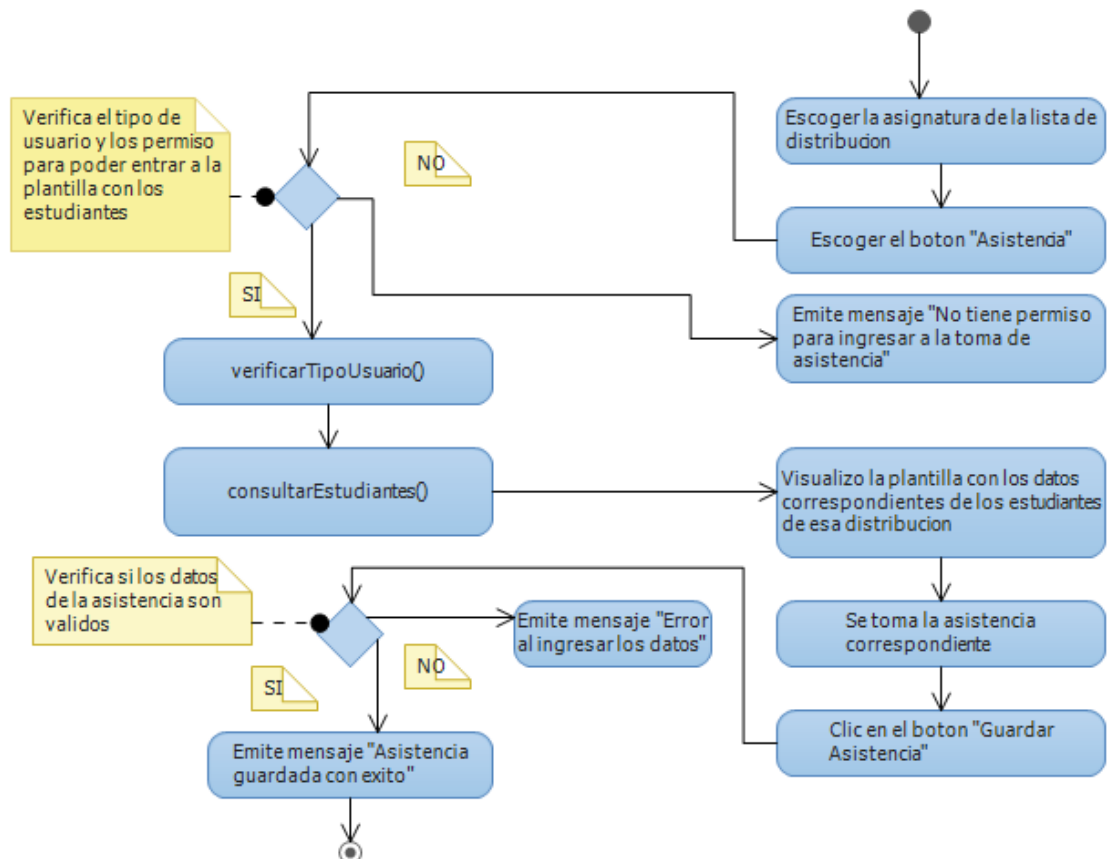 Escoger la asignatura de la lista de
distribucion
Verifica el tipo de
usuario y los permiso
para poder entrar a la
plantilla con los
estudiantes
NO
Escoger el boton "Asistencia"
SI
Emite mensaje "No tiene permiso
para ingresar a la toma de
asistencia"
verificarTipoUsuario()
consultarEstudiantes()
Visualizo la plantilla con los datos
correspondientes de los estudiantes
de esa distribucion
Verifica si los datos
de la asistencia son
validos
Emite mensaje "Error
al ingresar los datos"
Se toma la asistencia
correspondiente
NO
SI
Clic en el boton "Guardar
Asistencia"
Emite mensaje "Asistencia
guardada con exito"